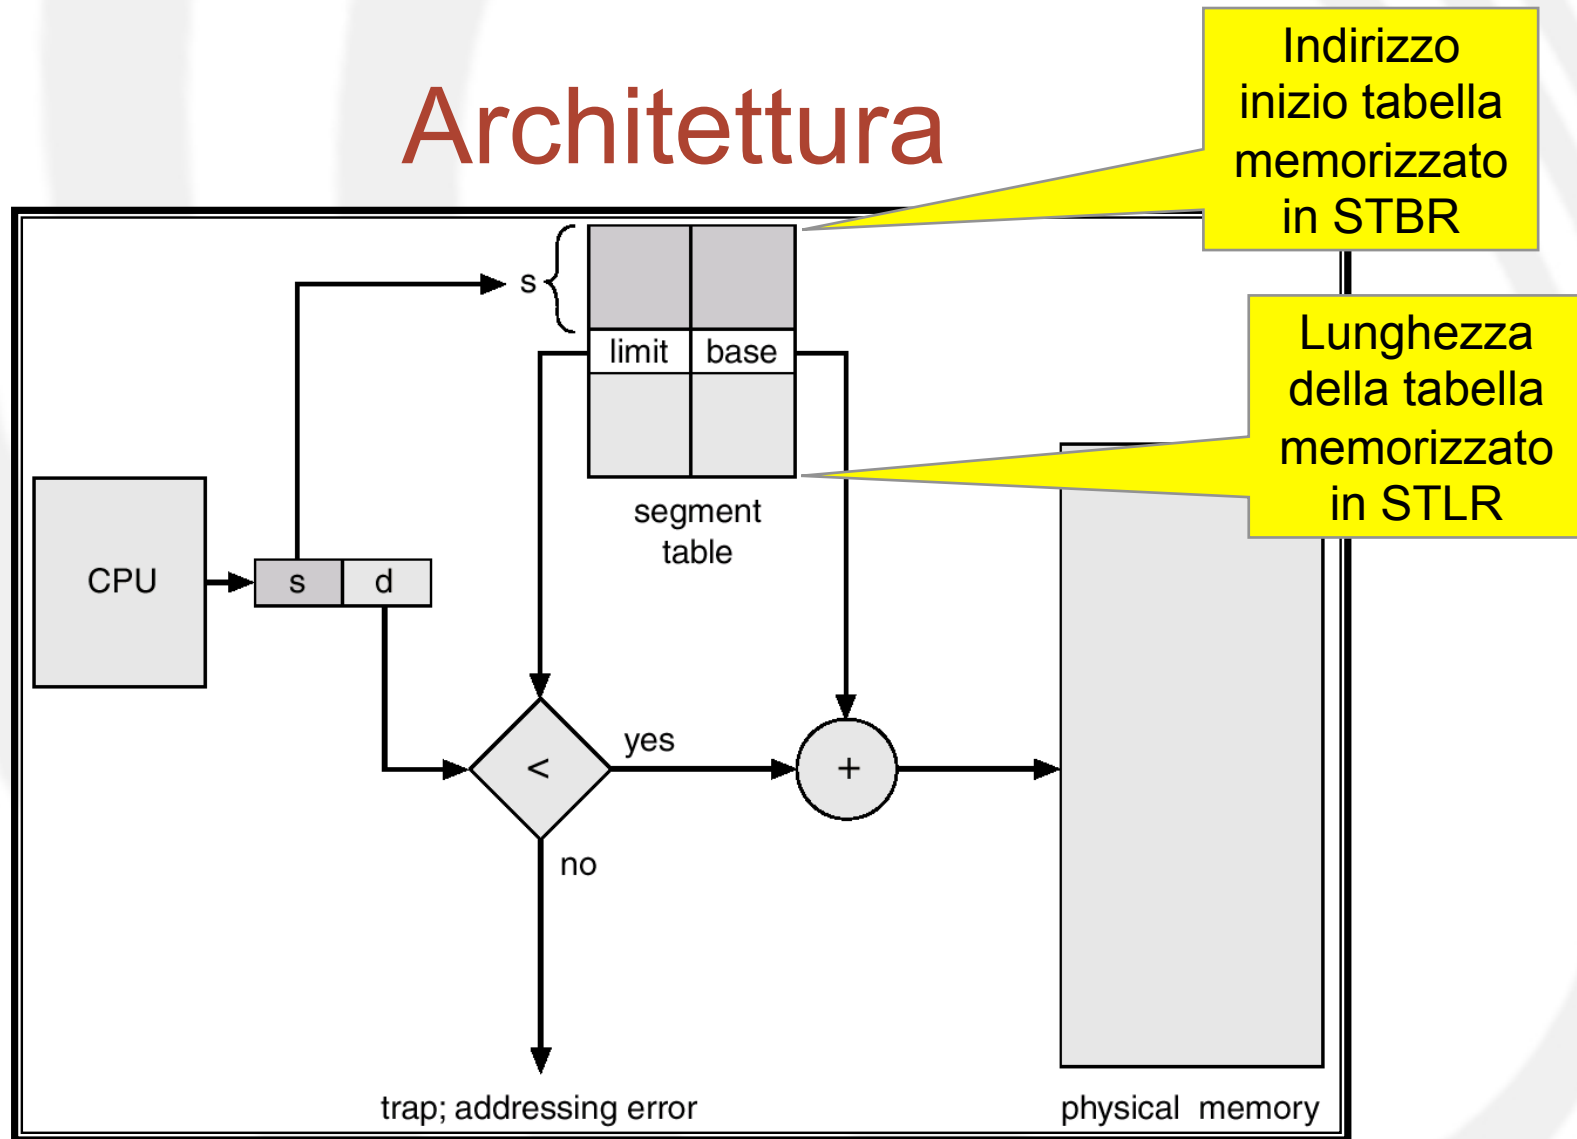 Architettura
Indirizzo
inizio tabella
memorizzato
in STBR
Lunghezza
della tabella
memorizzato
in STLR
s
limit
base
segment
table
CPU
s
d
<
yes
+
no
trap; addressing error
physical memory